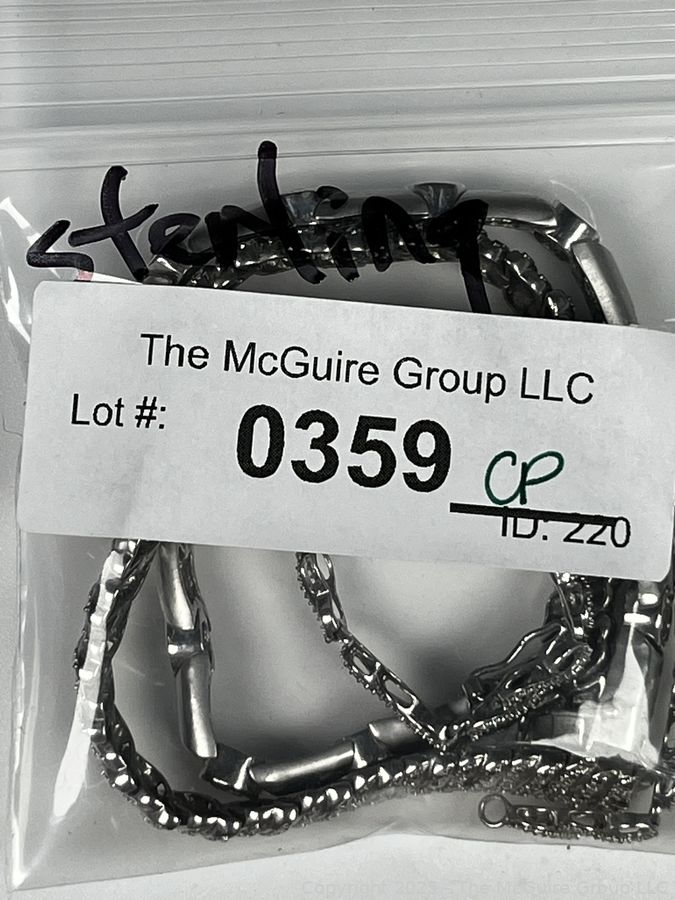 sterling
The McGuire Group LLC
Lot #:
0359
CP
ID: 220
Copyright 2023 - The McGuire Group LLC